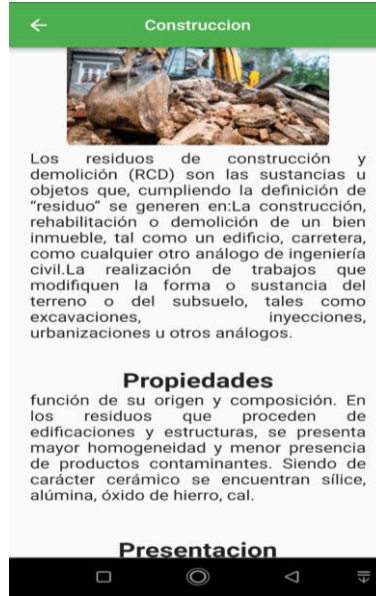 Construccion
Los residuos de construcción y
demolición (RCD) son las sustancias u
objetos que, cumpliendo la definición de
“residuo” se generen en:La construcción,
rehabilitación o demolición de un bien
inmueble, tal como un edificio, carretera,
como cualquier otro análogo de ingeniería
civil.La realización de trabajos que
modifiquen la forma o sustancia del
terreno o del subsuelo, tales como
excavaciones, inyecciones,
urbanizaciones u otros análogos.
Propiedades
función de su origen y composición. En
los residuos que proceden de
edificaciones y estructuras, se presenta
mayor homogeneidad y menor presencia
de productos contaminantes. Siendo de
carácter cerámico se encuentran sílice,
alúmina, óxido de hierro, cal.
Presentacion